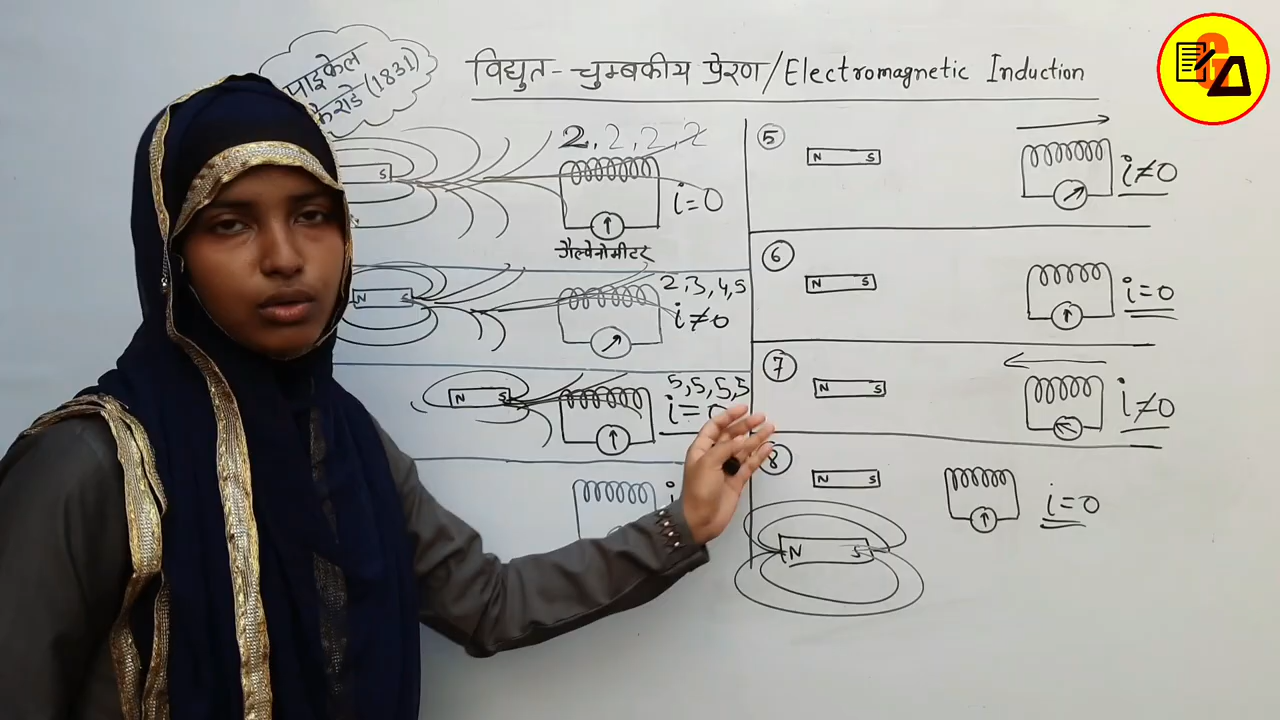 माइकेल
फैराडे (1831)
विद्युत - चुम्बकीय प्रेरण / Electromagnetic Induction
2, 2, 2, 2
S
i = 0
गैल्वेनोमीटर
N S
2, 3, 4, 5
i ≠ 0
N S
5, 5, 5, 5
i = 0
i
5
N S
i ≠ 0
6
N S
i = 0
7
N S
i ≠ 0
8
N S
i = 0
N S